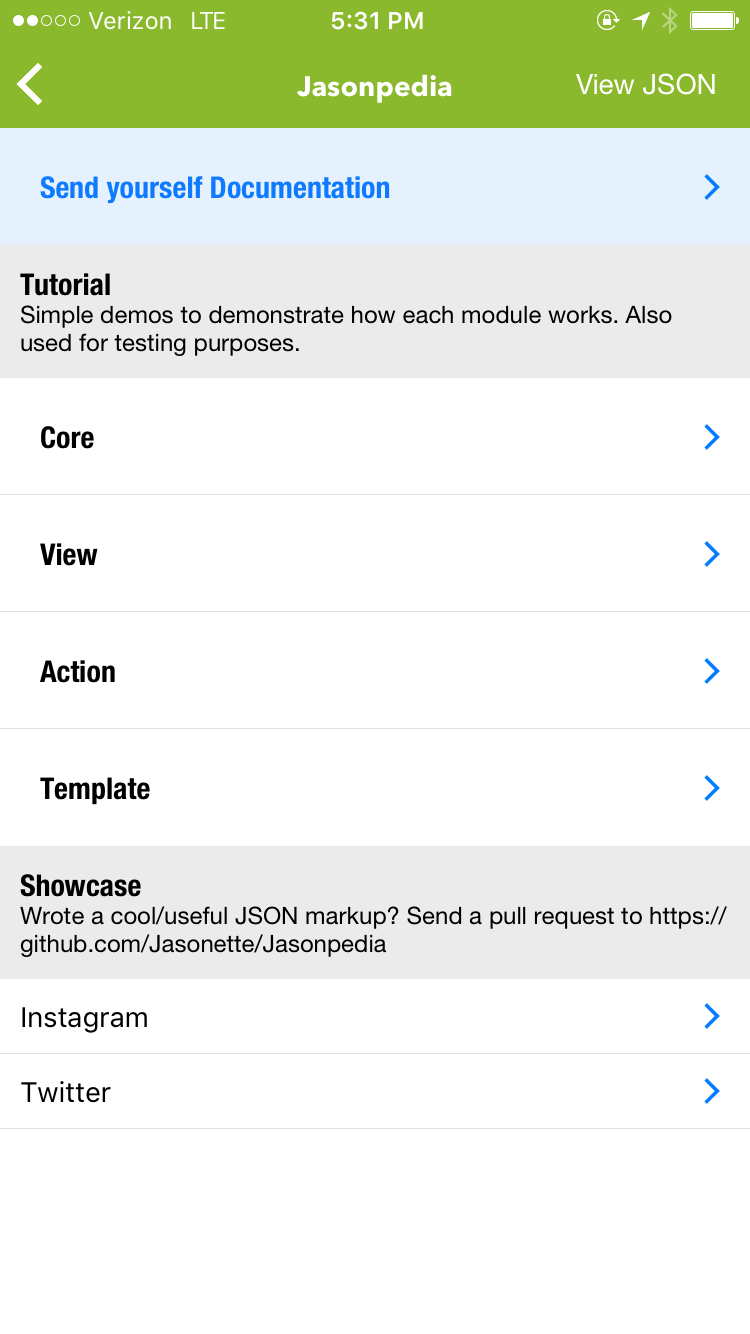 Verizon LTE 5:31 PM
Jasonpedia View JSON
Send yourself Documentation
Tutorial
Simple demos to demonstrate how each module works. Also
used for testing purposes.
Core
View
Action
Template
Showcase
Wrote a cool/useful JSON markup? Send a pull request to https://
github.com/Jasonette/Jasonpedia
Instagram
Twitter